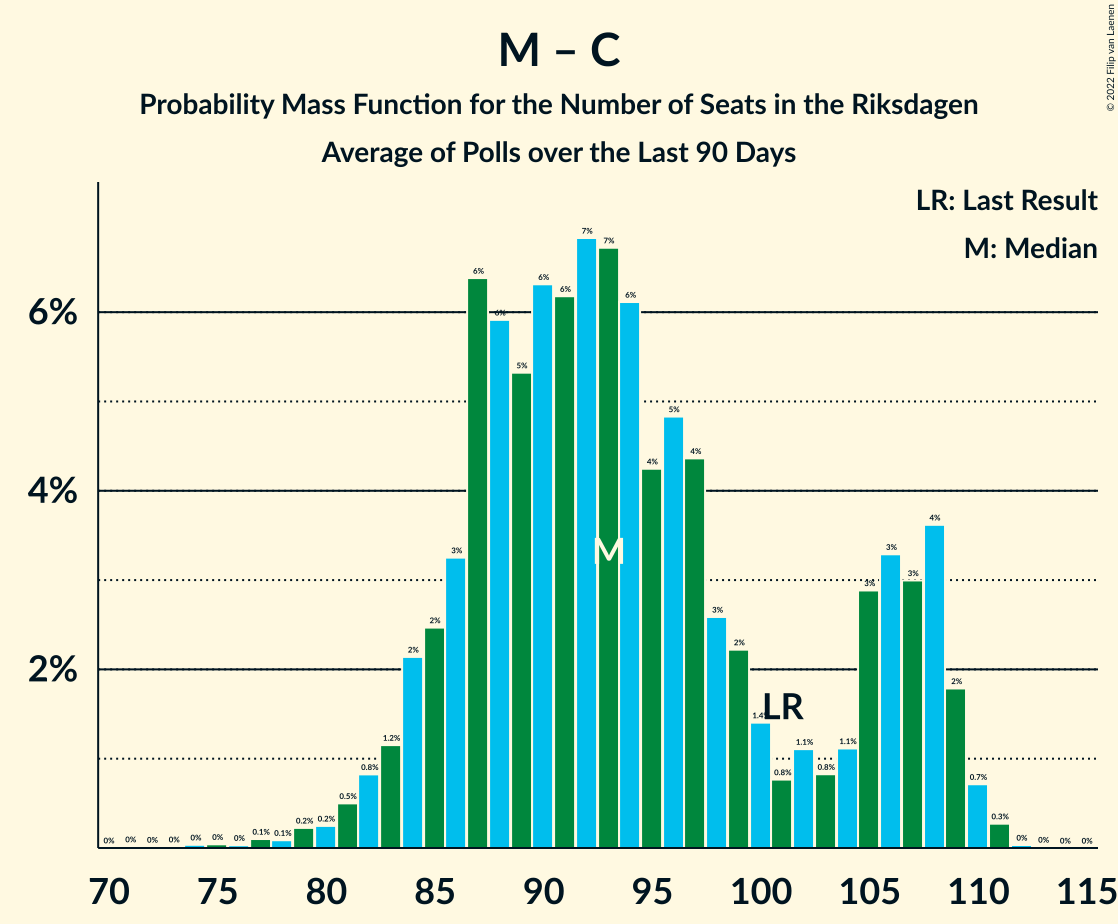 M – C
Probability Mass Function for the Number of Seats in the Riksdagen
Average of Polls over the Last 90 Days
© 2022 Filip van Laenen
LR: Last Result
M: Median
6%
4%
2%
0% 0% 0% 0% 0% 0% 0% 0.1% 0.1% 0.2% 0.2% 0.5% 0.8% 1.2% 2% 2% 3% 6% 6% 5% 6% 6% 7% 7% 6% 4% 5% 4% 3% 2% 1.4% 0.8% 1.1% 0.8% 1.1% 3% 3% 3% 4% 2% 0.7% 0.3% 0% 0% 0% 0%
M
LR
70 75 80 85 90 95 100 105 110 115